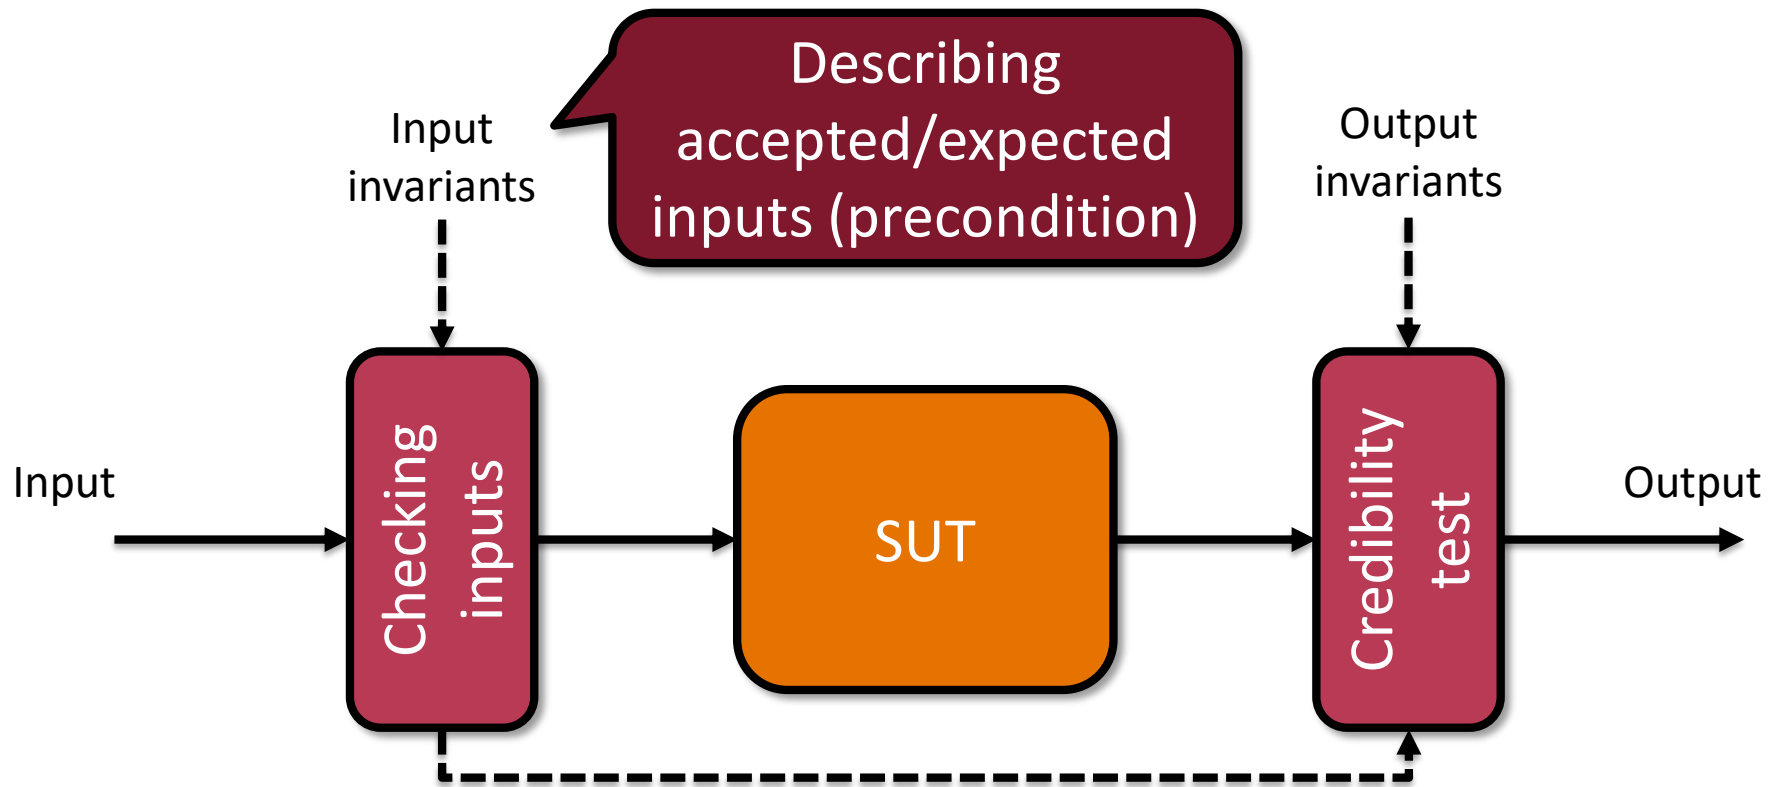 Describing
accepted/expected
inputs (precondition)
Input
invariants
Output
invariants
Input
Checking
inputs
SUT
Credibility
test
Output